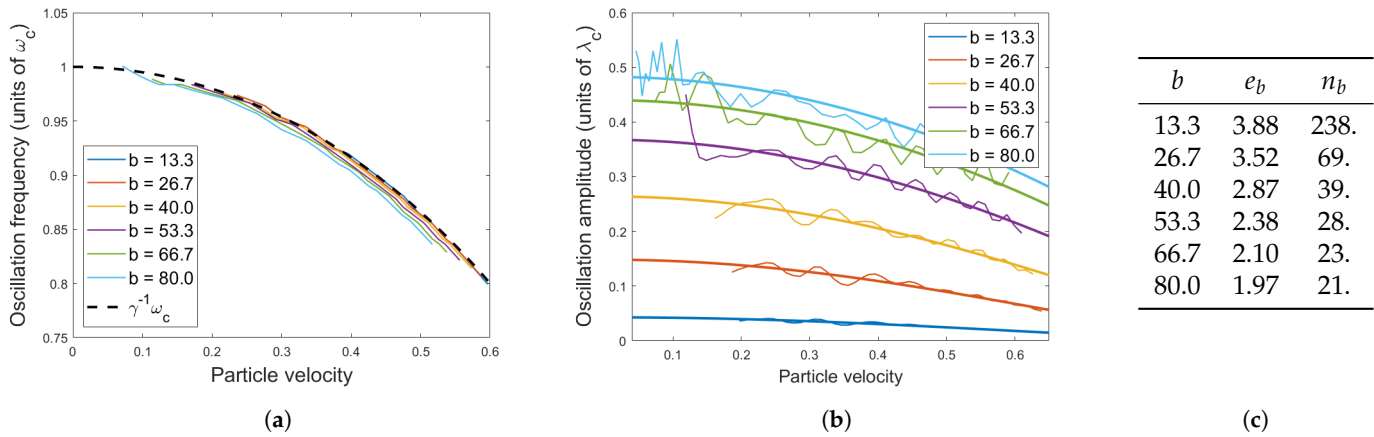 Oscillation frequency (units of ω_c)
1.05
1
0.95
0.9
0.85
0.8
0.75
b = 13.3
b = 26.7
b = 40.0
b = 53.3
b = 66.7
b = 80.0
γ⁻¹ω_c
0 0.1 0.2 0.3 0.4 0.5 0.6
Particle velocity
(a)
Oscillation amplitude (units of λ_c)
0.6
0.5
0.4
0.3
0.2
0.1
0
b = 13.3
b = 26.7
b = 40.0
b = 53.3
b = 66.7
b = 80.0
0.1 0.2 0.3 0.4 0.5 0.6
Particle velocity
(b)
b e_b n_b
13.3 3.88 238.
26.7 3.52 69.
40.0 2.87 39.
53.3 2.38 28.
66.7 2.10 23.
80.0 1.97 21.
(c)